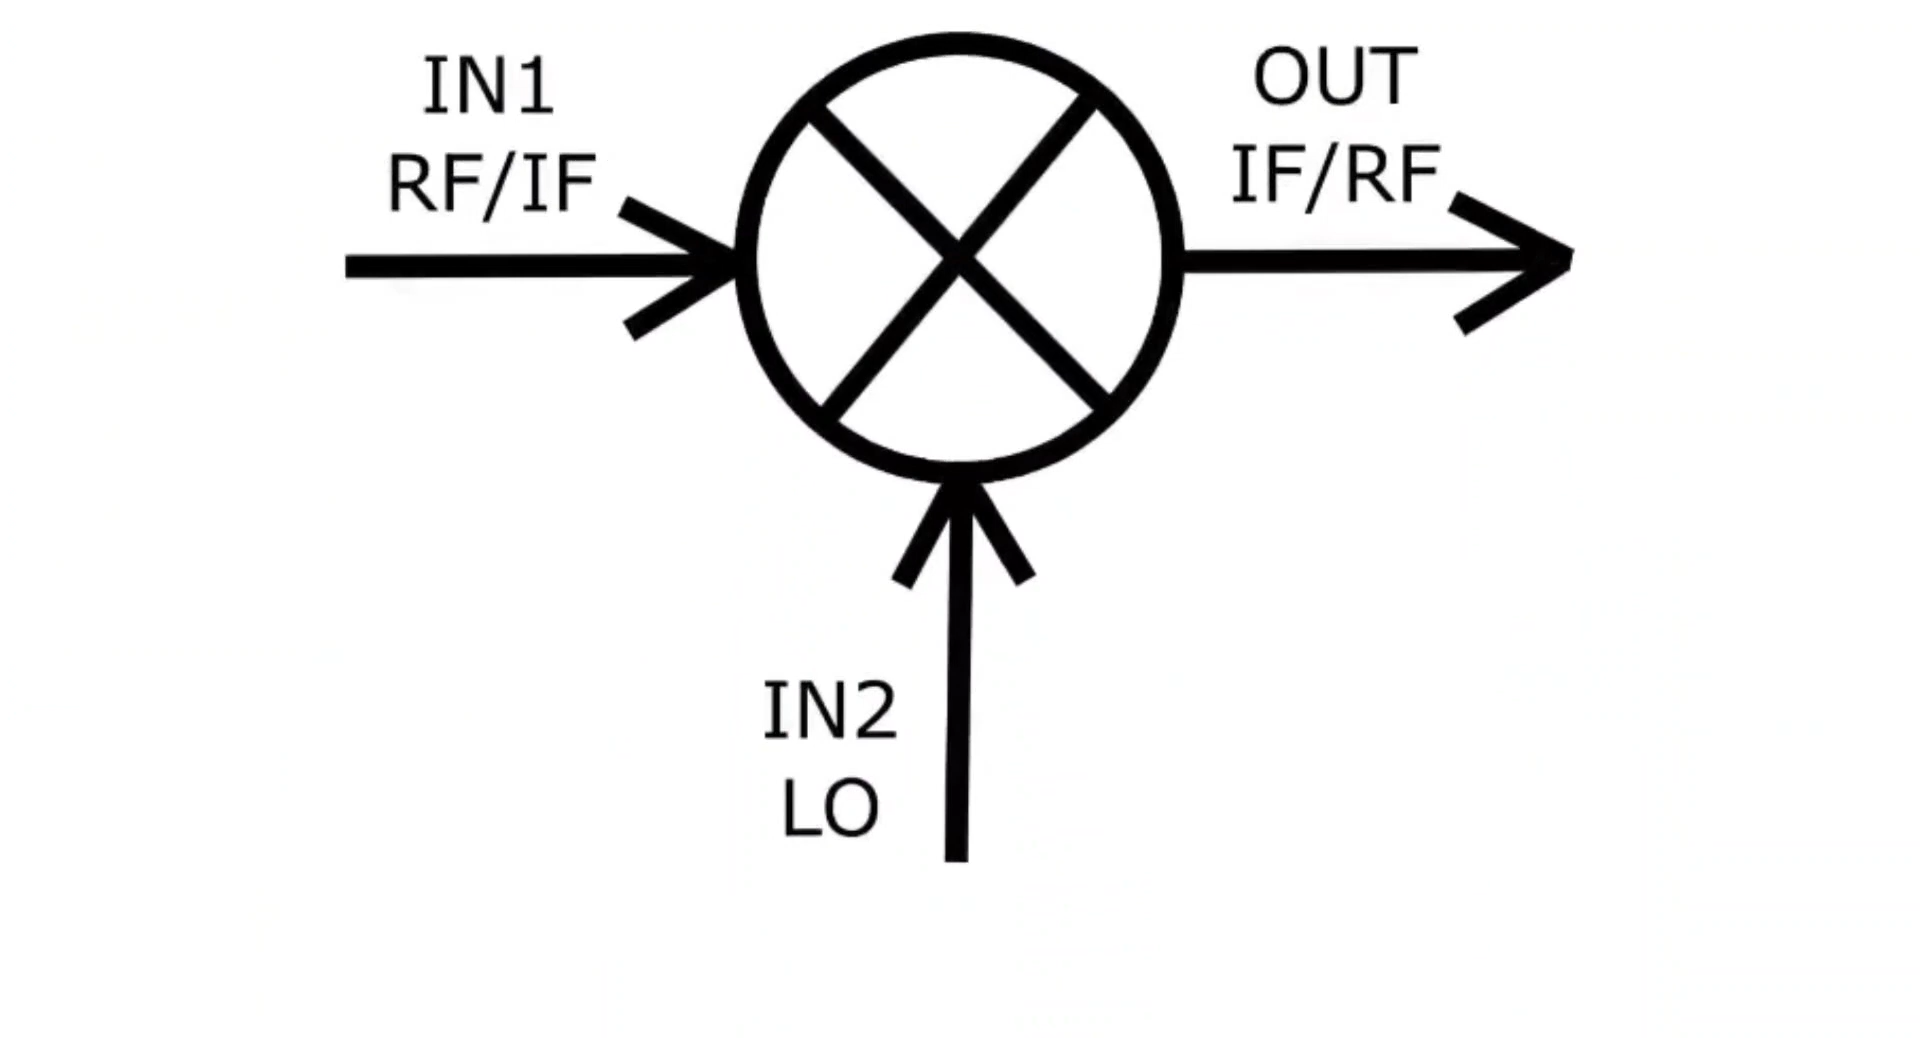 IN1
RF/IF
OUT
IF/RF
IN2
LO